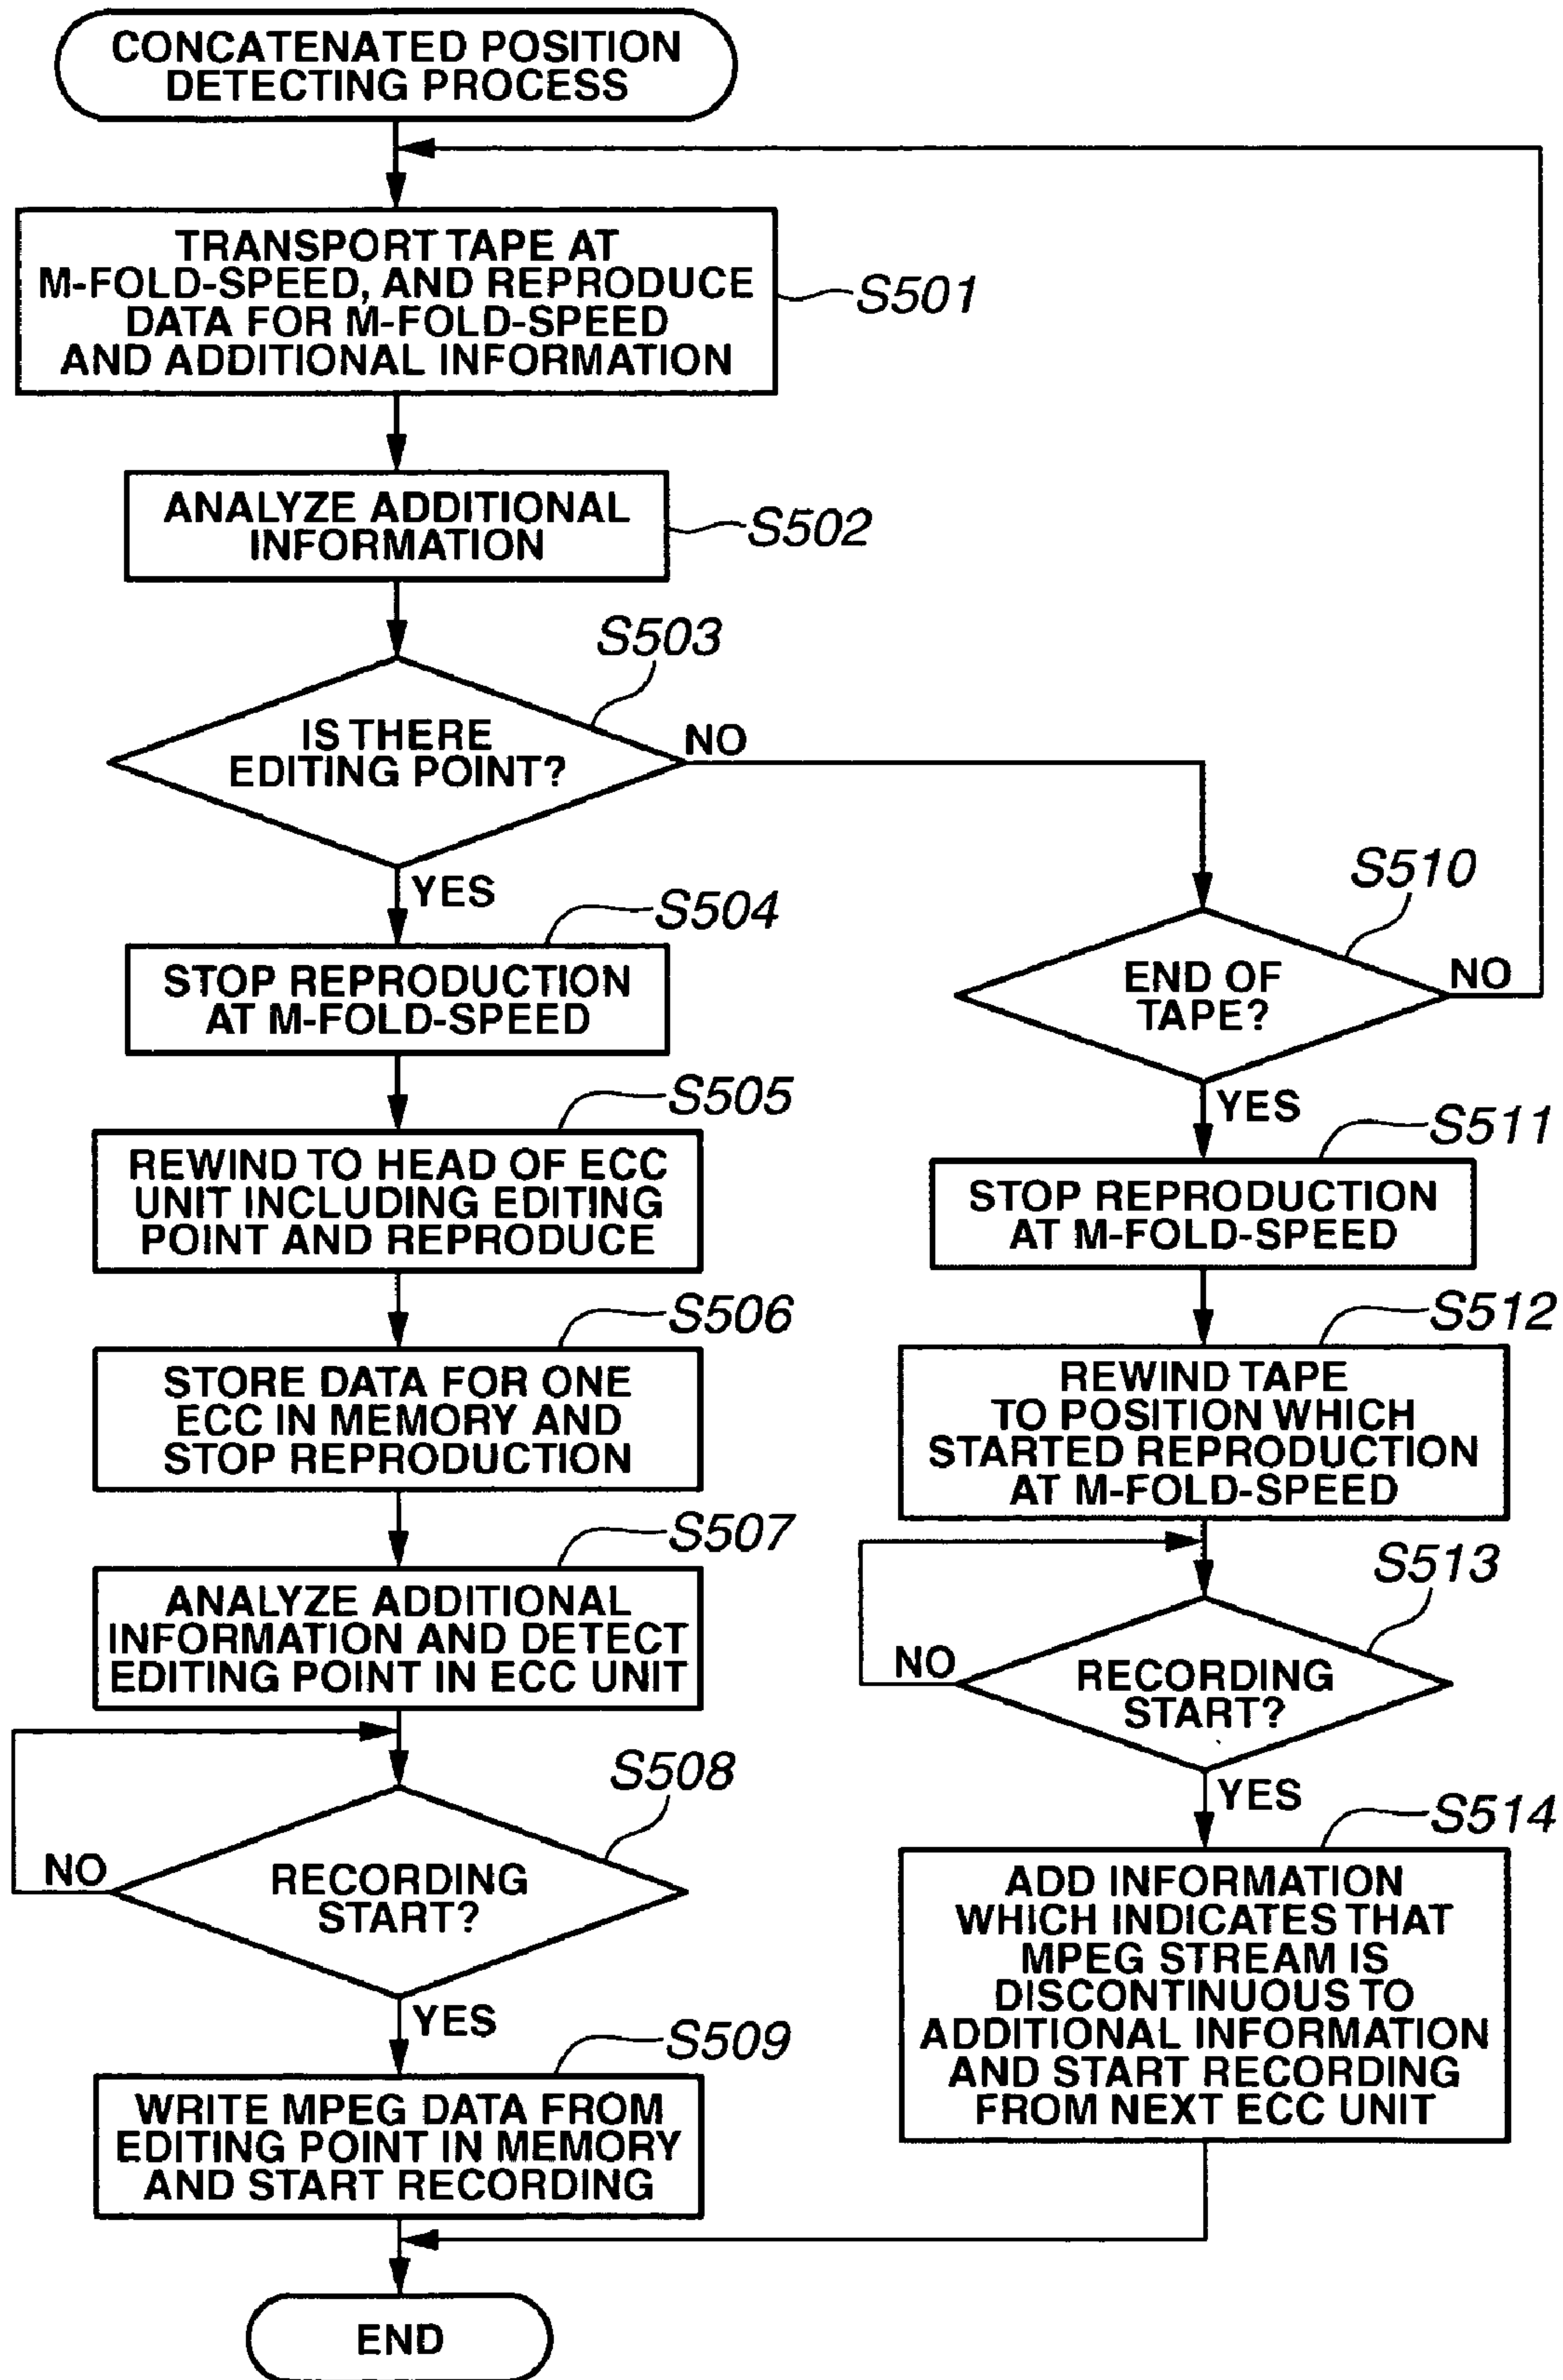 CONCATENATED POSITION
DETECTING PROCESS
TRANSPORT TAPE AT
M-FOLD-SPEED, AND REPRODUCE
DATA FOR M-FOLD-SPEED
AND ADDITIONAL INFORMATION
S501
ANALYZE ADDITIONAL
INFORMATION
S502
S503
IS THERE
EDITING POINT?
NO
YES
S504
STOP REPRODUCTION
AT M-FOLD-SPEED
S505
REWIND TO HEAD OF ECC
UNIT INCLUDING EDITING
POINT AND REPRODUCE
S506
STORE DATA FOR ONE
ECC IN MEMORY AND
STOP REPRODUCTION
S507
ANALYZE ADDITIONAL
INFORMATION AND DETECT
EDITING POINT IN ECC UNIT
S508
NO
RECORDING
START?
YES
S509
WRITE MPEG DATA FROM
EDITING POINT IN MEMORY
AND START RECORDING
S510
END OF
TAPE?
NO
YES
S511
STOP REPRODUCTION
AT M-FOLD-SPEED
S512
REWIND TAPE
TO POSITION WHICH
STARTED REPRODUCTION
AT M-FOLD-SPEED
S513
NO
RECORDING
START?
YES
S514
ADD INFORMATION
WHICH INDICATES THAT
MPEG STREAM IS
DISCONTINUOUS TO
ADDITIONAL INFORMATION
AND START RECORDING
FROM NEXT ECC UNIT
END